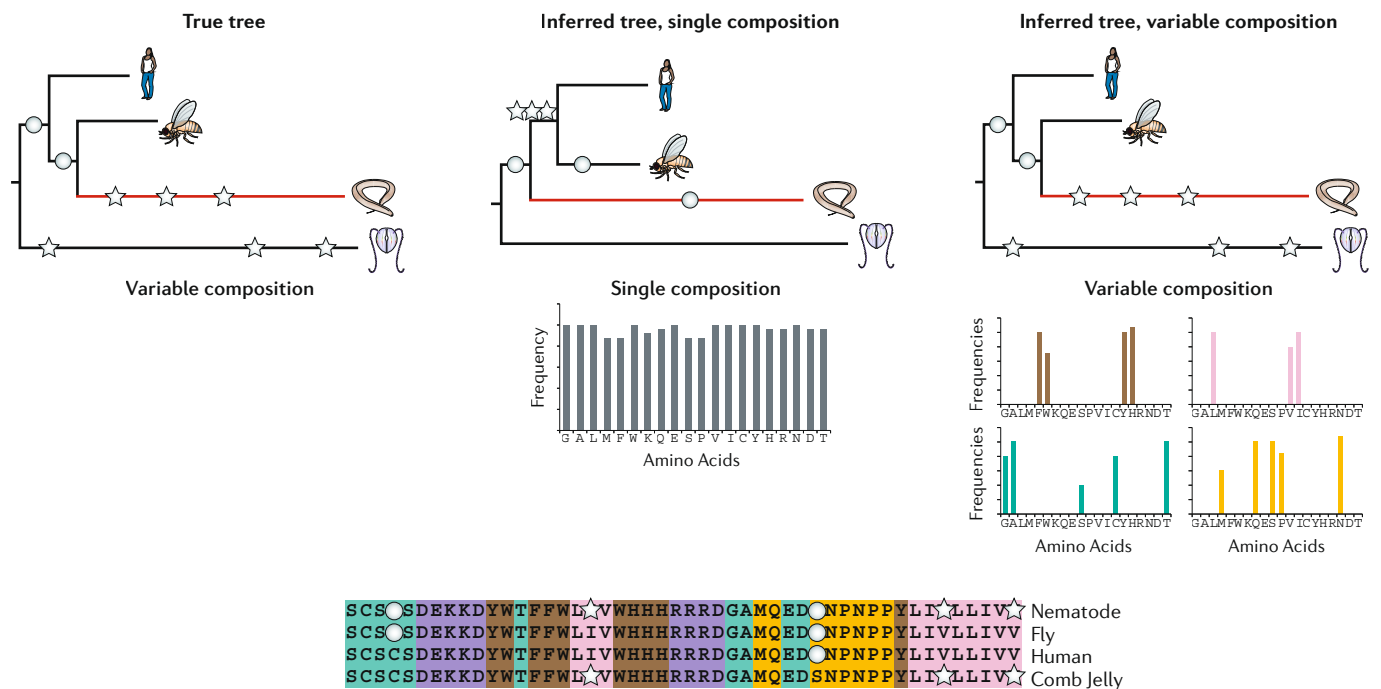 True tree
Inferred tree, single composition
Inferred tree, variable composition
Variable composition
Single composition
Variable composition
Frequency
G A L M F W K Q E S P V I C Y H R N D T
Amino Acids
Frequencies
GALMFWKQESPVICYHRNDT
GALMFWKQESPVICYHRNDT
Frequencies
GALMFWKQESPVICYHRNDT
GALMFWKQESPVICYHRNDT
Amino Acids
Amino Acids
SCS SDEKKDYWTFFWL VWHHHRRRDGAMQED NPNPPYLI LLIV Nematode
SCS SDEKKDYWTFFWLIVWHHHRRRDGAMQED NPNPPYLIVLLIVV Fly
SCSCSDEKKDYWTFFWLIVWHHHRRRDGAMQED NPNPPYLIVLLIVV Human
SCSCSDEKKDYWTFFWL VWHHHRRRDGAMQEDSNPNPPYLI LLIV Comb Jelly